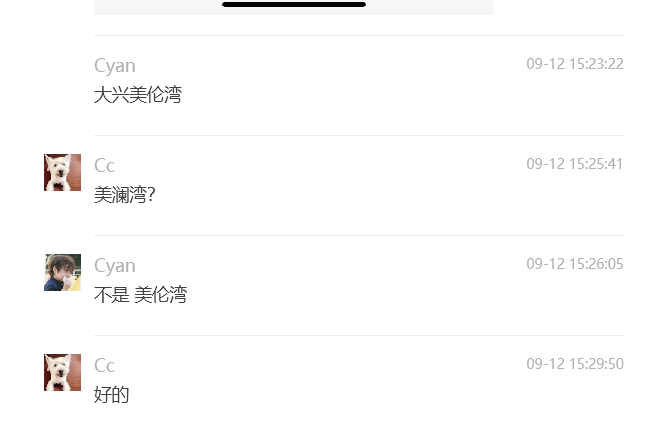 Cyan 09-12 15:23:22
大兴美伦湾
Cc 09-12 15:25:41
美澜湾？
Cyan 09-12 15:26:05
不是 美伦湾
Cc 09-12 15:29:50
好的